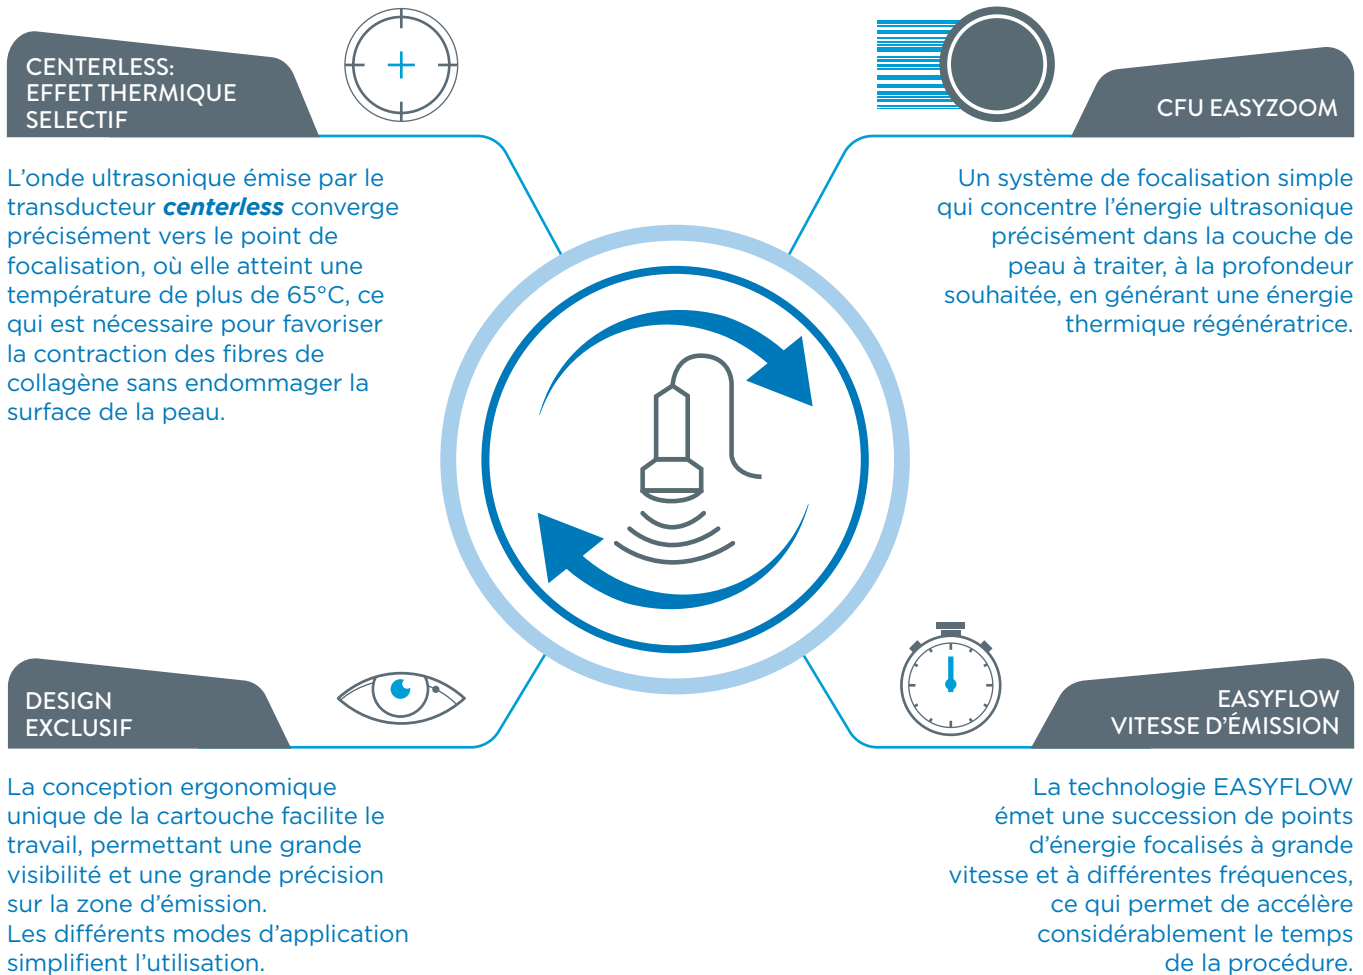 CENTERLESS:
EFFET THERMIQUE
SELECTIF
L'onde ultrasonique émise par le
transducteur centerless converge
précisément vers le point de
focalisation, où elle atteint une
température de plus de 65°C, ce
qui est nécessaire pour favoriser
la contraction des fibres de
collagène sans endommager la
surface de la peau.
CFU EASYZOOM
Un système de focalisation simple
qui concentre l'énergie ultrasonique
précisément dans la couche de
peau à traiter, à la profondeur
souhaitée, en générant une énergie
thermique régénératrice.
DESIGN
EXCLUSIF
La conception ergonomique
unique de la cartouche facilite le
travail, permettant une grande
visibilité et une grande précision
sur la zone d'émission.
Les différents modes d'application
simplifient l'utilisation.
EASYFLOW
VITESSE D'ÉMISSION
La technologie EASYFLOW
émet une succession de points
d'énergie focalisés à grande
vitesse et à différentes fréquences,
ce qui permet de accélère
considérablement le temps
de la procédure.